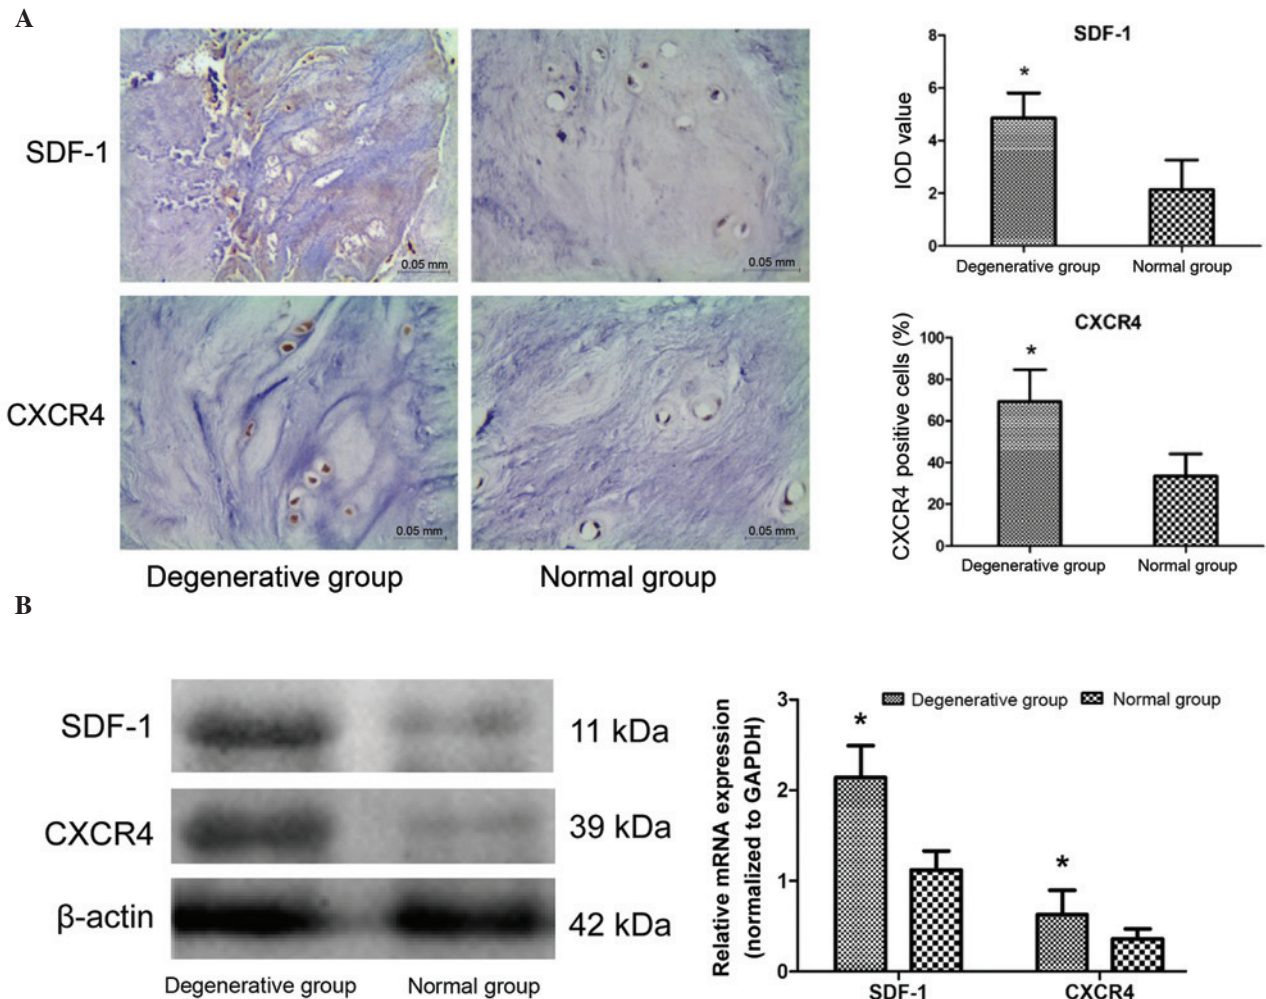 A
SDF-1
0.05 mm
0.05 mm
CXCR4
0.05 mm
0.05 mm
Degenerative group
Normal group
SDF-1
IOD value
8
6
4
2
0
*
Degenerative group
Normal group
CXCR4
CXCR4 positive cells (%)
100
80
60
40
20
0
*
Degenerative group
Normal group
B
SDF-1
11 kDa
CXCR4
39 kDa
β-actin
42 kDa
Degenerative group
Normal group
Relative mRNA expression
(normalized to GAPDH)
3
2
1
0
Degenerative group
Normal group
*
*
SDF-1
CXCR4